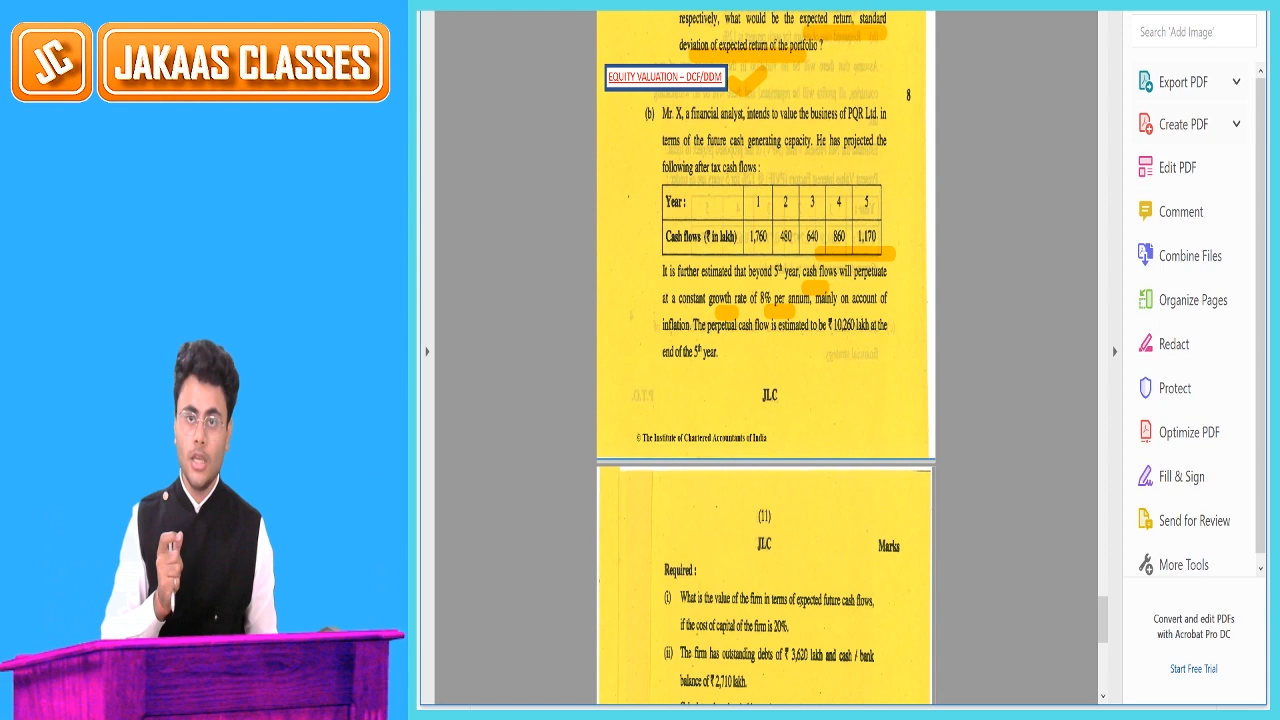 JC
JAKAAS CLASSES
respectively, what would be the expected return, standard
deviation of expected return of the portfolio ?
EQUITY VALUATION – DCF/DDM
8
(b) Mr. X, a financial analyst, intends to value the business of PQR Ltd. in
terms of the future cash generating capacity. He has projected the
following after tax cash flows :
Year : 1 2 3 4 5
Cash flows (₹ in lakh) 1,760 480 640 860 1,170
It is further estimated that beyond 5th year, cash flows will perpetuate
at a constant growth rate of 8% per annum, mainly on account of
inflation. The perpetual cash flow is estimated to be ₹ 10,260 lakh at the
end of the 5th year.
P.T.O.
JLC
© The Institute of Chartered Accountants of India
(11)
JLC
Marks
Required :
(i) What is the value of the firm in terms of expected future cash flows,
if the cost of capital of the firm is 20%.
(ii) The firm has outstanding debts of ₹ 3,620 lakh and cash / bank
balance of ₹ 2,710 lakh.
Search 'Add Image'
Export PDF
Create PDF
Edit PDF
Comment
Combine Files
Organize Pages
Redact
Protect
Optimize PDF
Fill & Sign
Send for Review
More Tools
Convert and edit PDFs
with Acrobat Pro DC
Start Free Trial